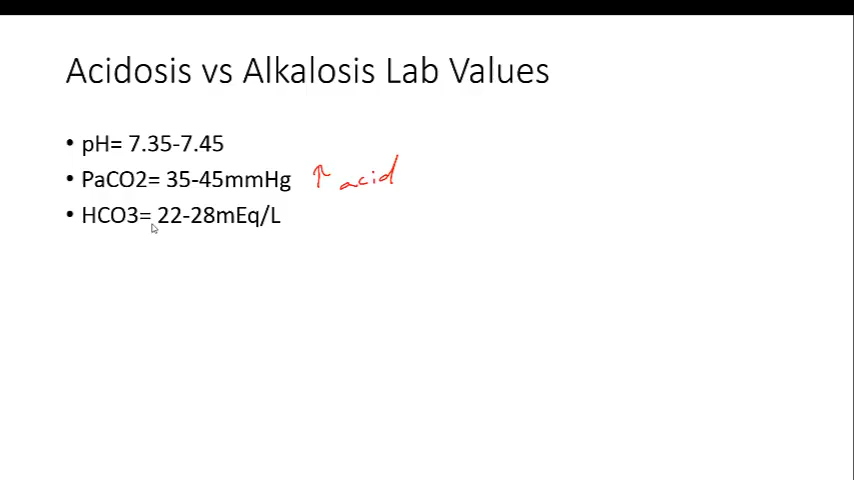 Acidosis vs Alkalosis Lab Values
• pH= 7.35-7.45
• PaCO2= 35-45mmHg ↑ acid
• HCO3= 22-28mEq/L